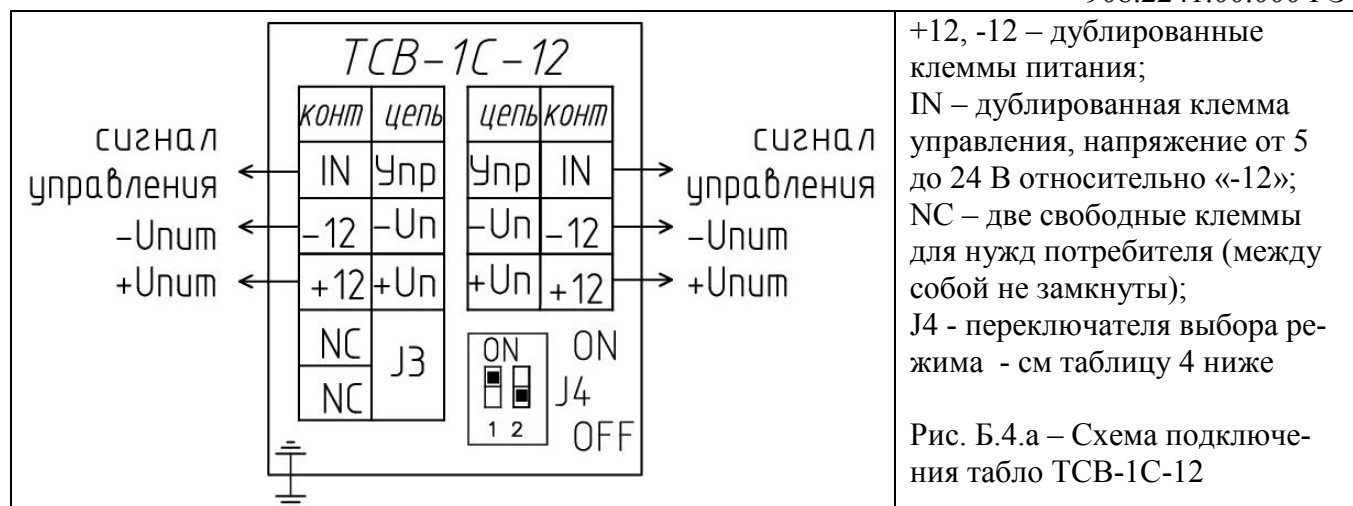 ТСВ-1С-12
конт цепь цепь конт
сигнал управления IN Упр Упр IN сигнал управления
-Uпит -12 -Uп -Uп -12 -Uпит
+Uпит +12 +Uп +Uп +12 +Uпит
NC J3 ON ON
NC J4
1 2 OFF
+12, -12 – дублированные
клеммы питания;
IN – дублированная клемма
управления, напряжение от 5
до 24 В относительно «-12»;
NC – две свободные клеммы
для нужд потребителя (между
собой не замкнуты);
J4 - переключателя выбора ре-
жима - см таблицу 4 ниже
Рис. Б.4.а – Схема подключе-
ния табло ТСВ-1С-12